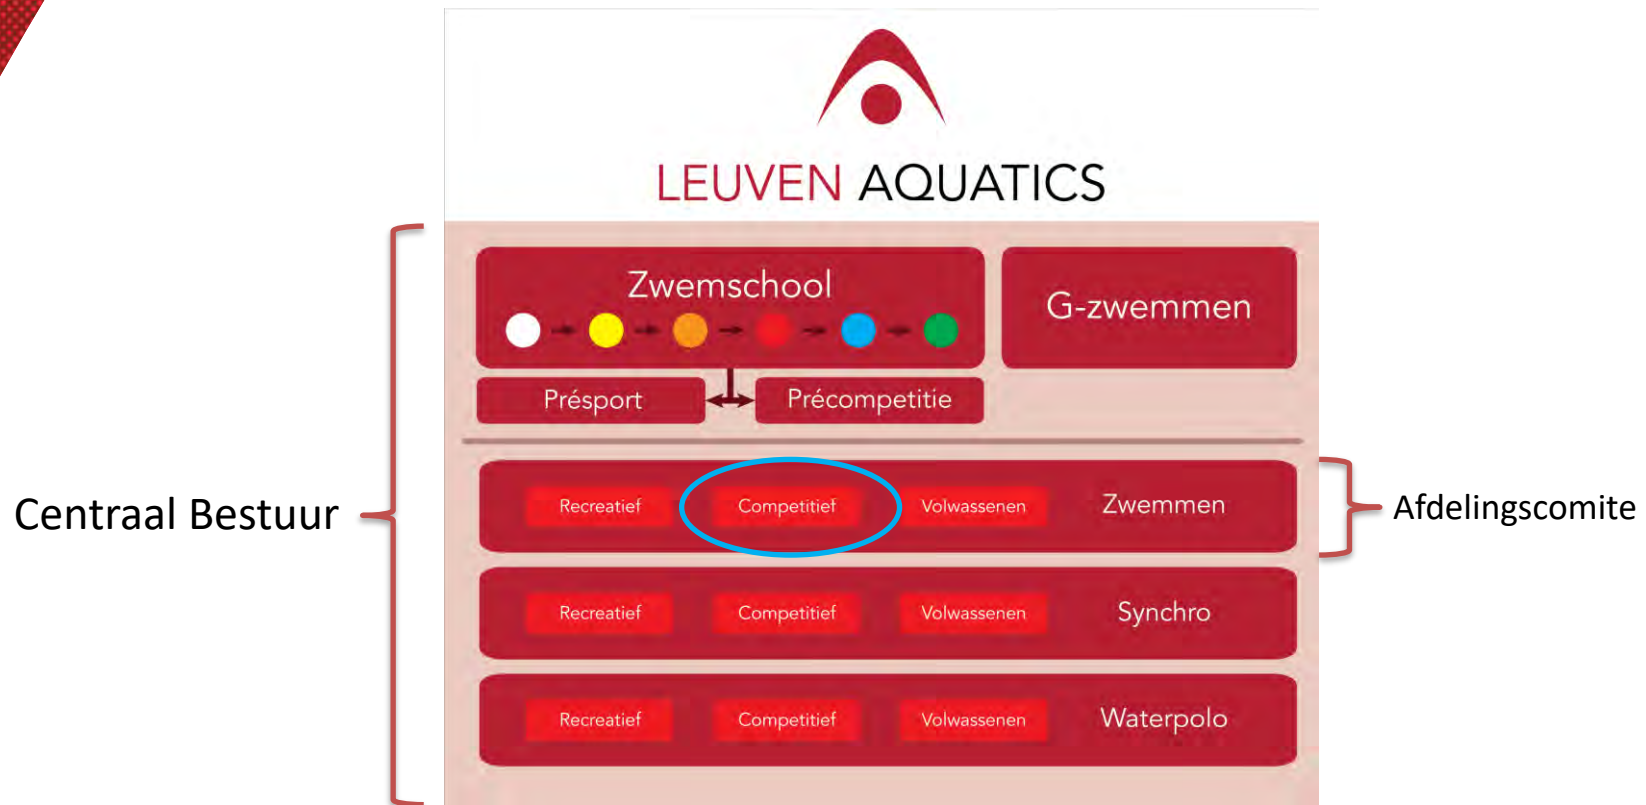 LEUVEN AQUATICS
Zwemschool
G-zwemmen
Présport
Précompetitie
Centraal Bestuur
Recreatief
Competitief
Volwassenen
Zwemmen
Afdelingscomite
Recreatief
Competitief
Volwassenen
Synchro
Recreatief
Competitief
Volwassenen
Waterpolo